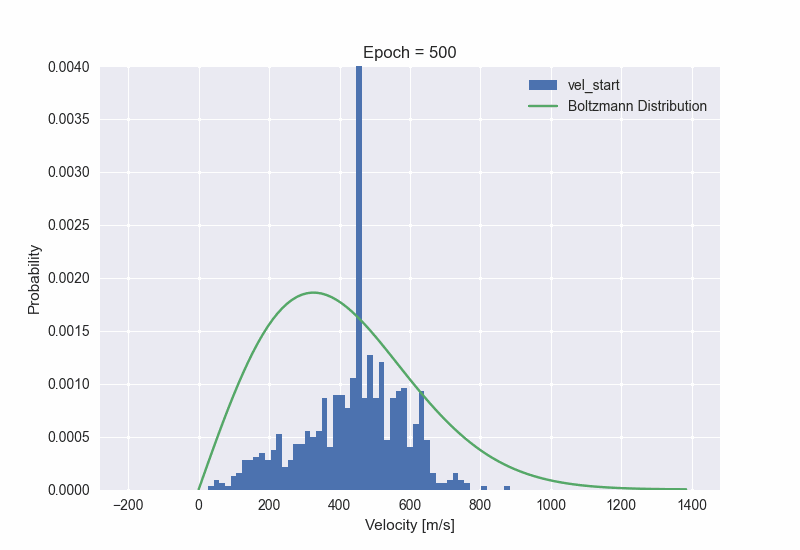 Epoch = 500
vel_start
Boltzmann Distribution
Probability
0.0040
0.0035
0.0030
0.0025
0.0020
0.0015
0.0010
0.0005
0.0000
−200 0 200 400 600 800 1000 1200 1400
Velocity [m/s]